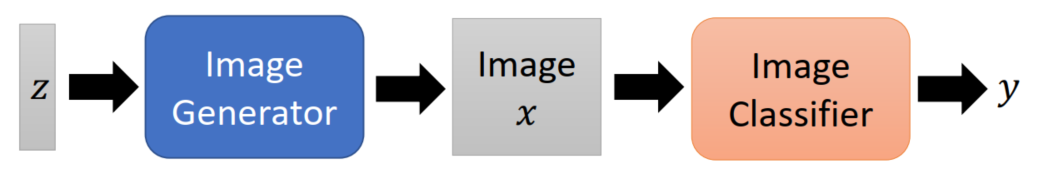 z
Image
Generator
Image
x
Image
Classifier
y